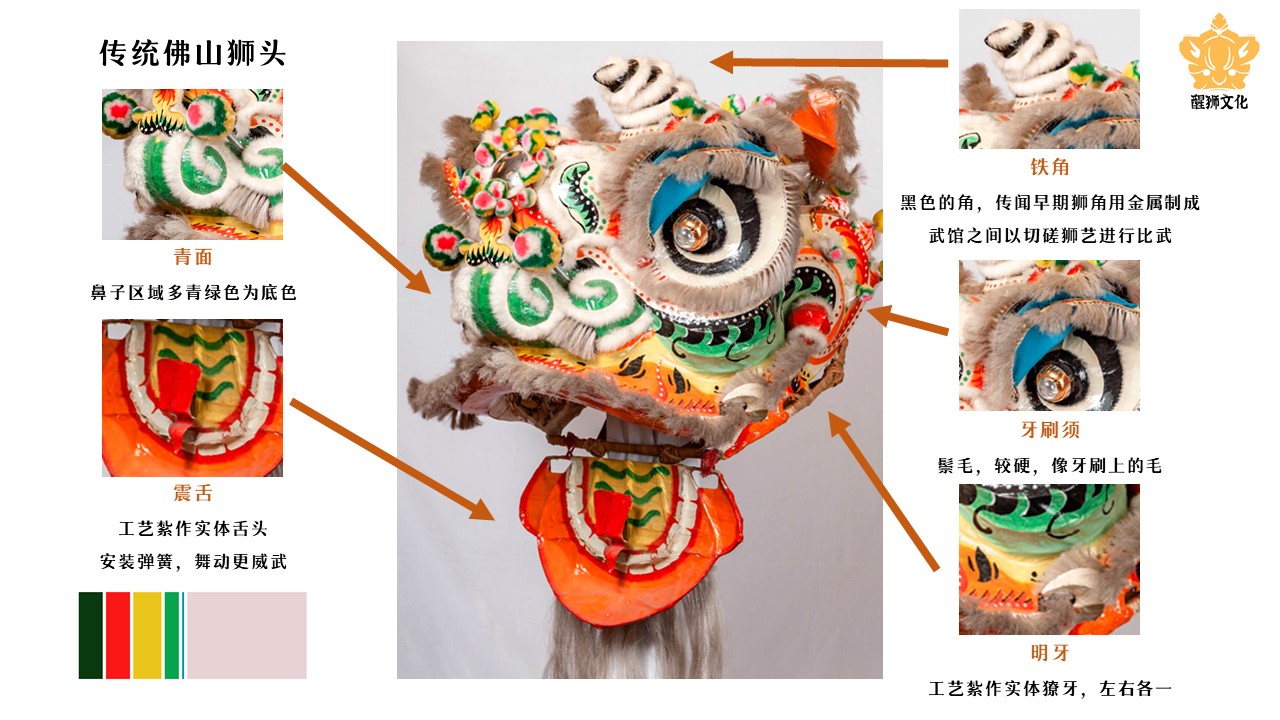 传统佛山狮头
青面
鼻子区域多青绿色为底色
震舌
工艺紮作实体舌头
安装弹簧，舞动更威武
醒狮文化
铁角
黑色的角，传闻早期狮角用金属制成
武馆之间以切磋狮艺进行比武
牙刷须
鬃毛，较硬，像牙刷上的毛
明牙
工艺紮作实体獠牙，左右各一